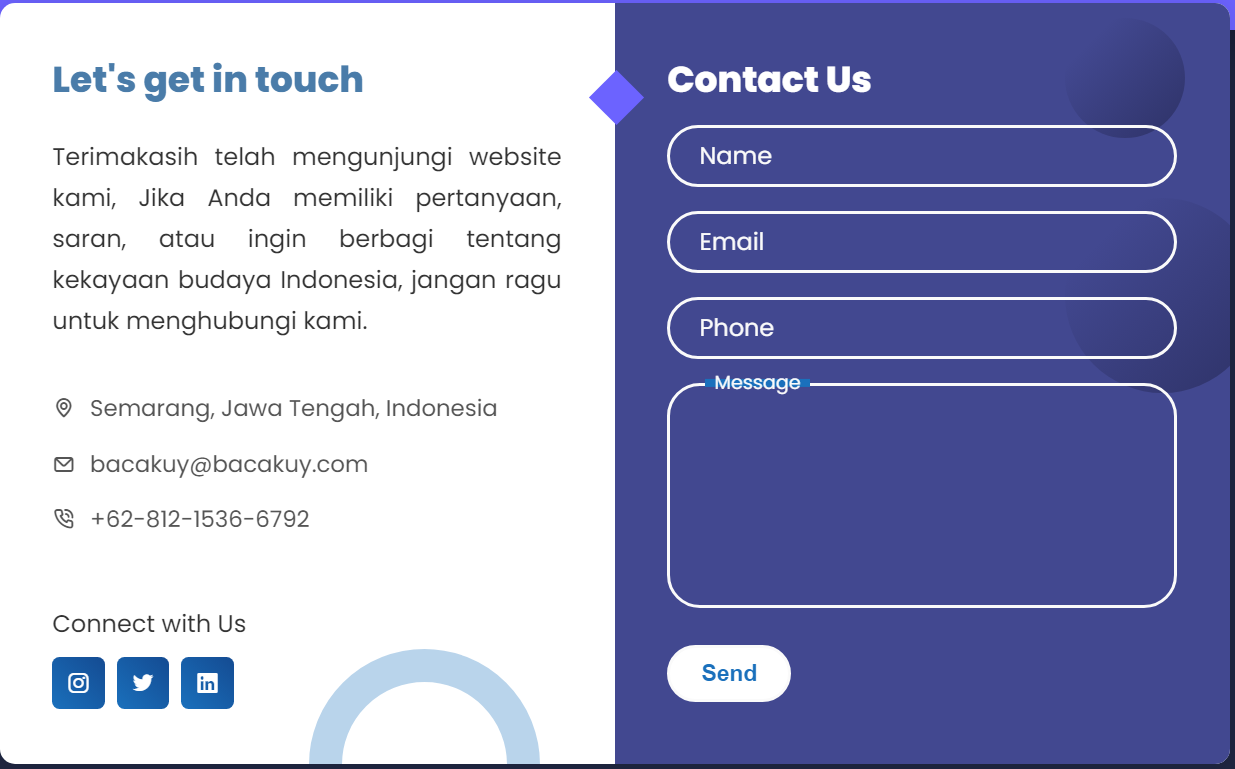 Let's get in touch
Terimakasih telah mengunjungi website
kami, Jika Anda memiliki pertanyaan,
saran, atau ingin berbagi tentang
kekayaan budaya Indonesia, jangan ragu
untuk menghubungi kami.
Semarang, Jawa Tengah, Indonesia
bacakuy@bacakuy.com
+62-812-1536-6792
Connect with Us
in
Contact Us
Name
Email
Phone
Message
Send